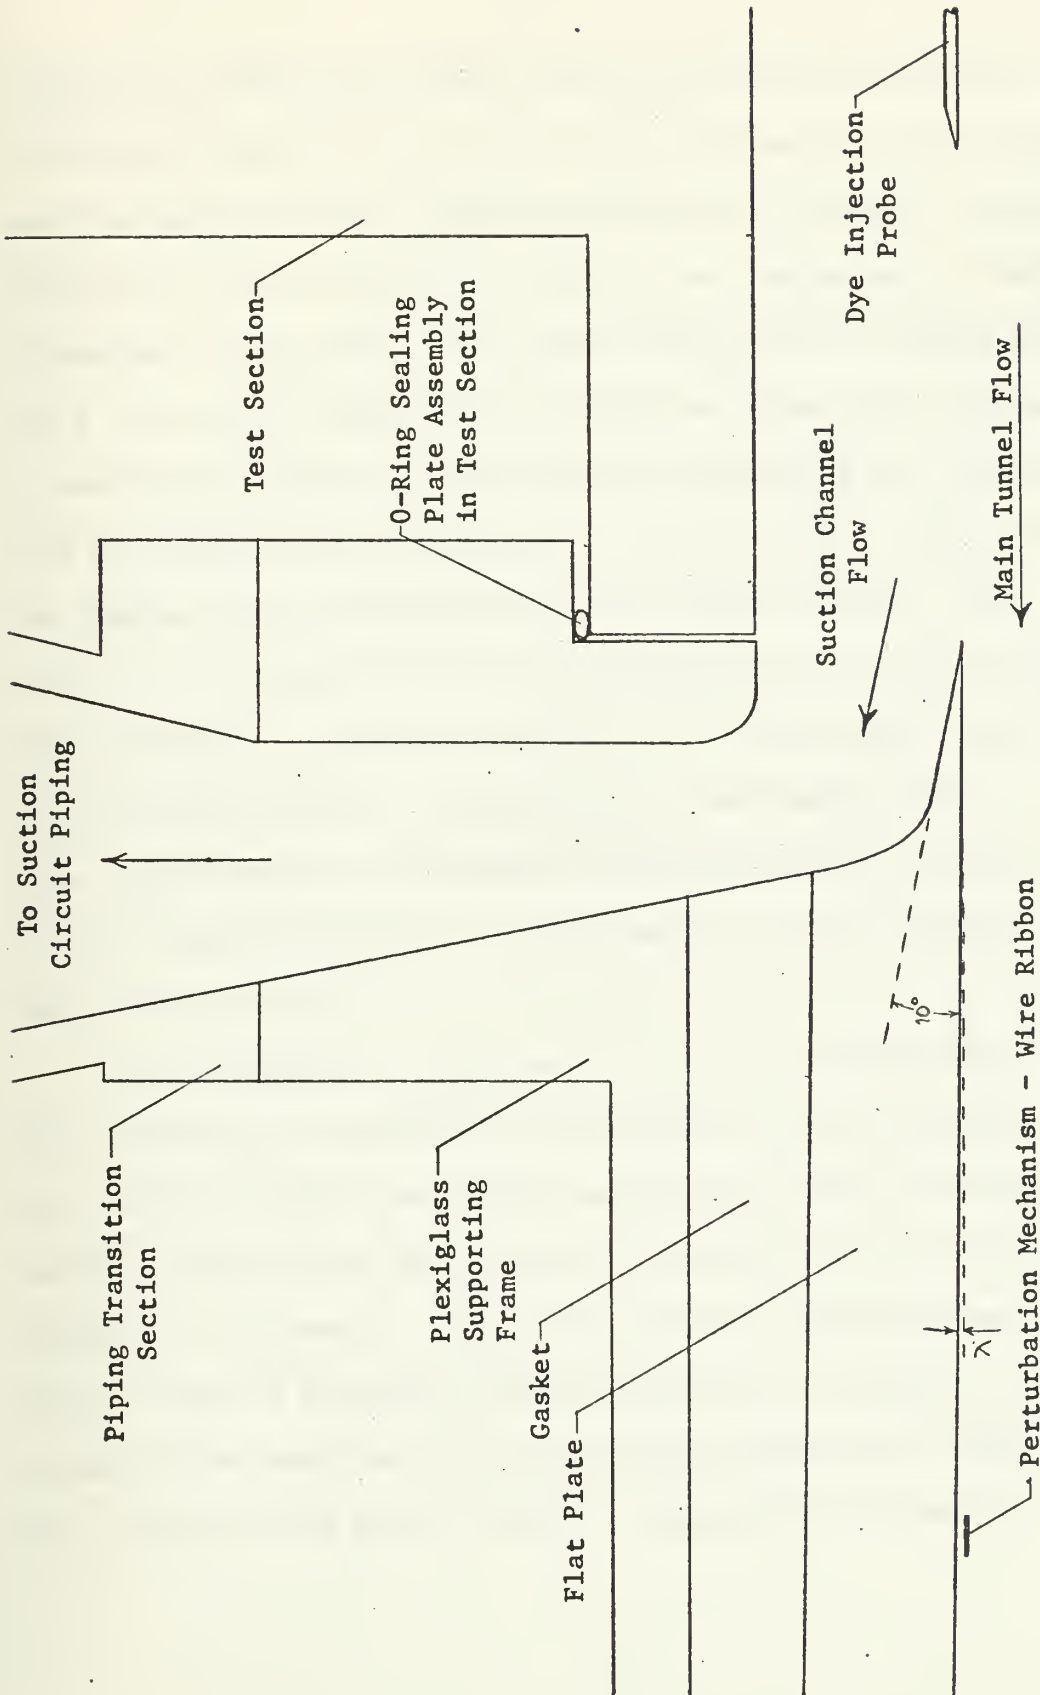 To Suction
Circuit Piping
Test Section
O-Ring Sealing
Plate Assembly
in Test Section
Piping Transition
Section
Plexiglass
Supporting
Frame
Gasket
Flat Plate
Suction Channel
Flow
Dye Injection
Probe
Main Tunnel Flow
10°
λ
Perturbation Mechanism - Wire Ribbon